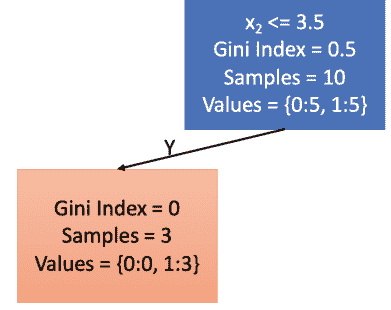 x₂ <= 3.5
Gini Index = 0.5
Samples = 10
Values = {0:5, 1:5}
Y
Gini Index = 0
Samples = 3
Values = {0:0, 1:3}